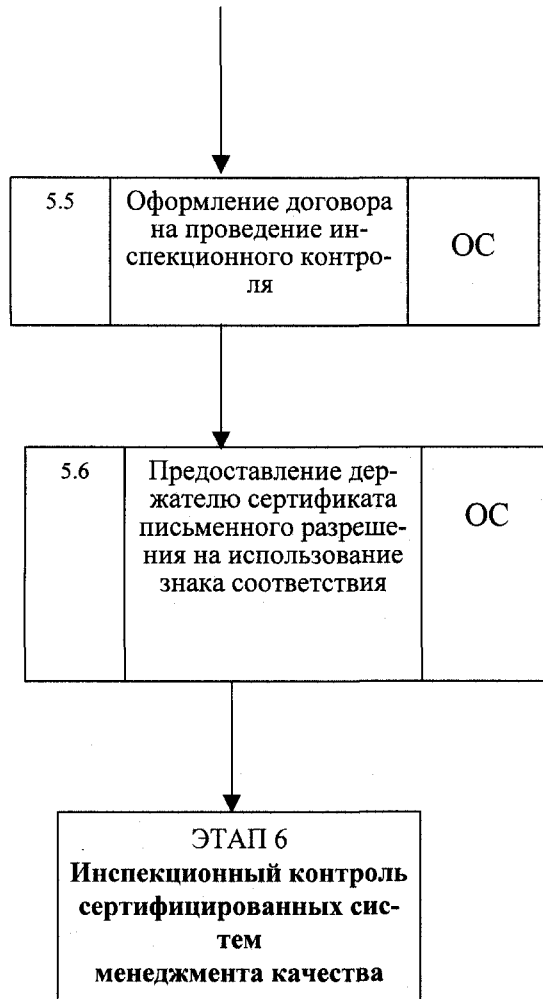 5.5
Оформление договора
на проведение ин-
спекционного контро-
ля
ОС
5.6
Предоставление дер-
жателю сертификата
письменного разреше-
ния на использование
знака соответствия
ОС
ЭТАП 6
Инспекционный контроль
сертифицированных сис-
тем
менеджмента качества